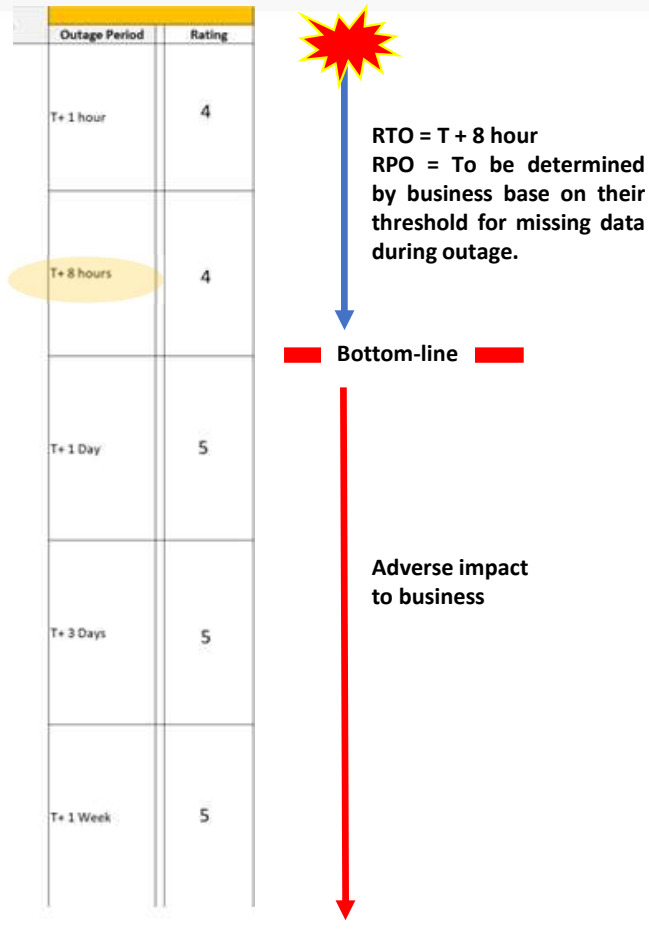 Outage Period Rating
T+ 1 hour 4
RTO = T + 8 hour
RPO = To be determined
by business base on their
threshold for missing data
during outage.
T+ 8 hours 4
Bottom-line
T+ 1 Day 5
Adverse impact
to business
T+ 3 Days 5
T+ 1 Week 5